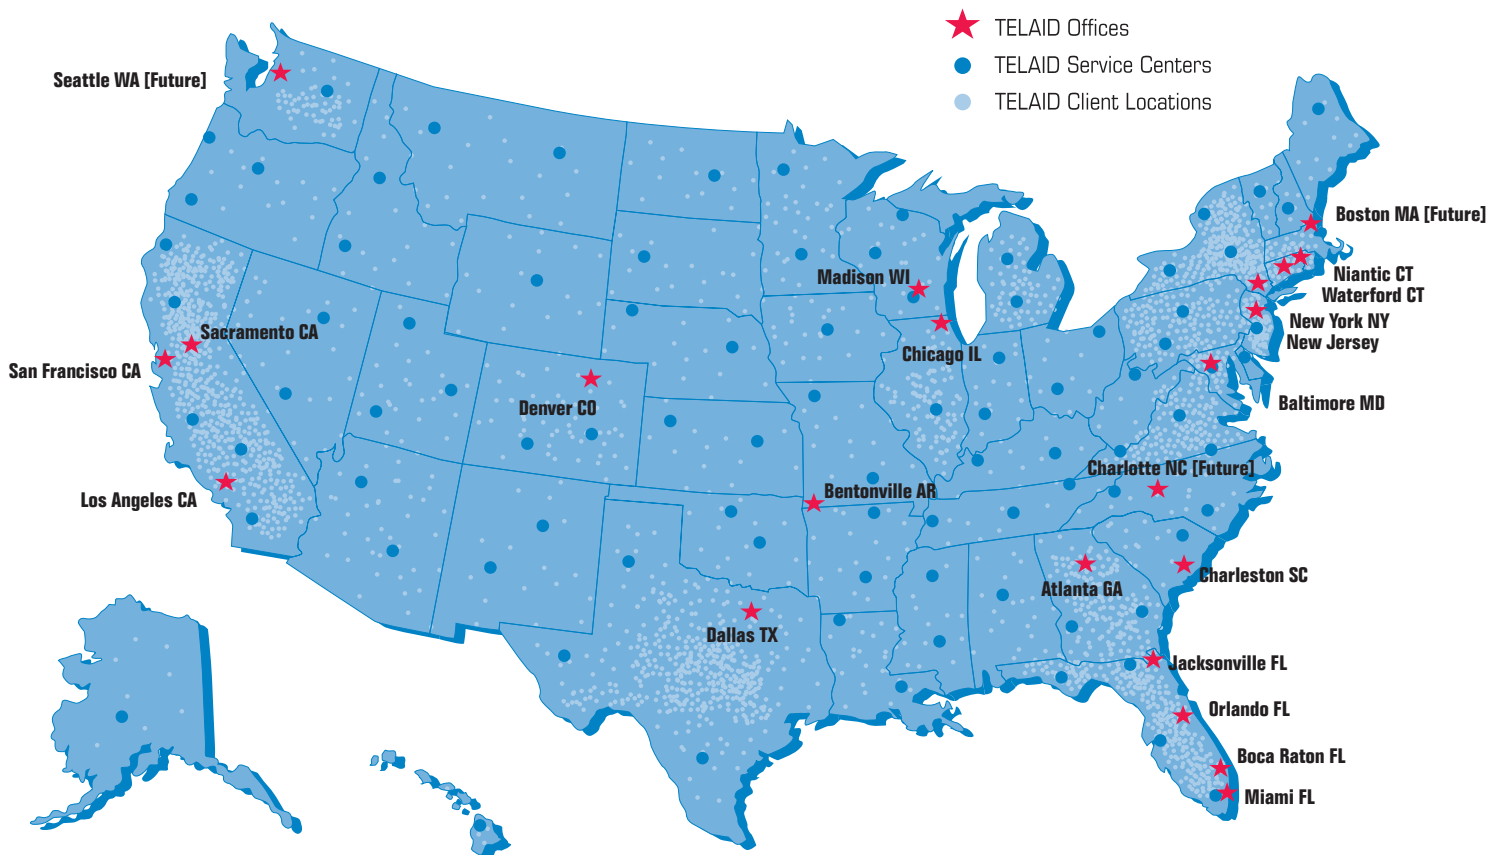 TELAID Offices
TELAID Service Centers
TELAID Client Locations
Seattle WA [Future]
Boston MA [Future]
Niantic CT
Waterford CT
Madison WI
New York NY
New Jersey
Sacramento CA
Chicago IL
San Francisco CA
Denver CO
Baltimore MD
Charlotte NC [Future]
Bentonville AR
Los Angeles CA
Charleston SC
Atlanta GA
Dallas TX
Jacksonville FL
Orlando FL
Boca Raton FL
Miami FL